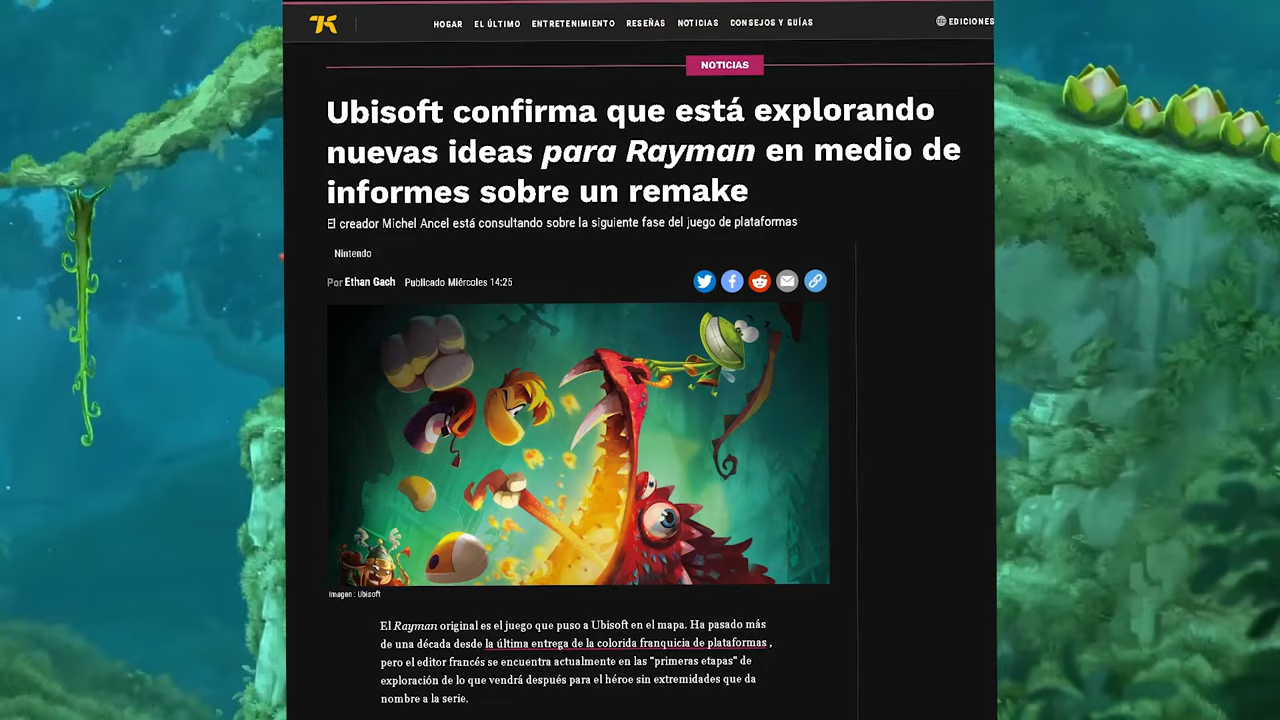 HOGAR EL ÚLTIMO ENTRETENIMIENTO RESEÑAS NOTICIAS CONSEJOS Y GUÍAS EDICIONES
NOTICIAS
Ubisoft confirma que está explorando
nuevas ideas para Rayman en medio de
informes sobre un remake
El creador Michel Ancel está consultando sobre la siguiente fase del juego de plataformas
Nintendo
Por Ethan Gach Publicado Miércoles 14:25
Imagen : Ubisoft
El Rayman original es el juego que puso a Ubisoft en el mapa. Ha pasado más
de una década desde la última entrega de la colorida franquicia de plataformas ,
pero el editor francés se encuentra actualmente en las "primeras etapas" de
exploración de lo que vendrá después para el héroe sin extremidades que da
nombre a la serie.